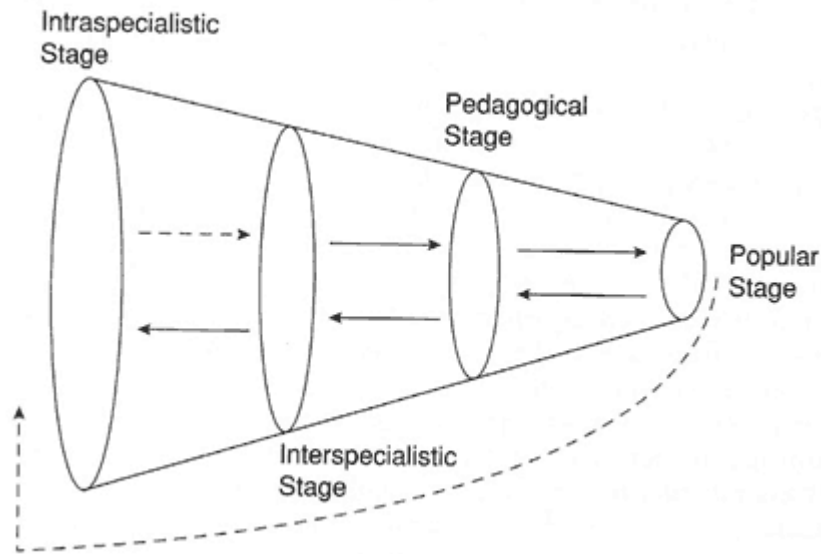 Intraspecialistic
Stage
Pedagogical
Stage
Popular
Stage
Interspecialistic
Stage